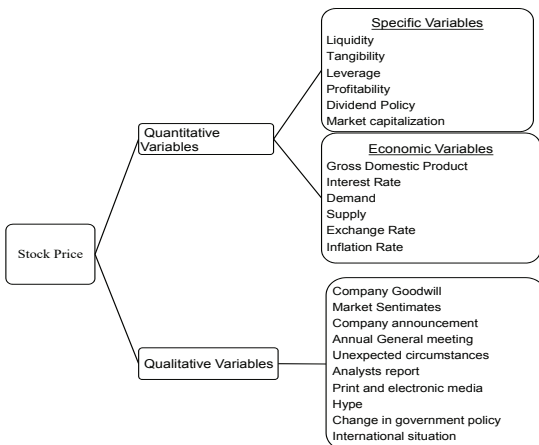 Specific Variables
Liquidity
Tangibility
Leverage
Profitability
Dividend Policy
Market capitalization
Quantitative
Variables
Economic Variables
Gross Domestic Product
Interest Rate
Demand
Supply
Exchange Rate
Inflation Rate
Stock Price
Qualitative Variables
Company Goodwill
Market Sentimates
Company announcement
Annual General meeting
Unexpected circumstances
Analysts report
Print and electronic media
Hype
Change in government policy
International situation